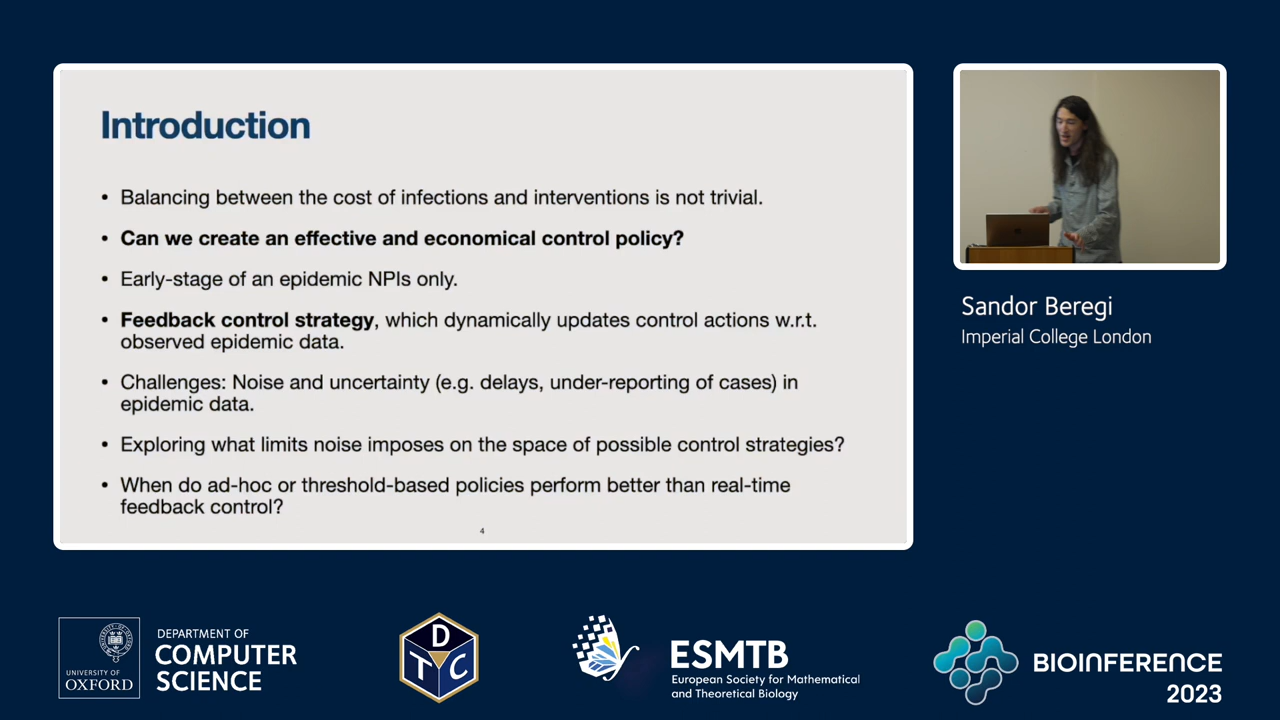 Introduction
• Balancing between the cost of infections and interventions is not trivial.
• Can we create an effective and economical control policy?
• Early-stage of an epidemic NPIs only.
• Feedback control strategy, which dynamically updates control actions w.r.t.
observed epidemic data.
• Challenges: Noise and uncertainty (e.g. delays, under-reporting of cases) in
epidemic data.
• Exploring what limits noise imposes on the space of possible control strategies?
• When do ad-hoc or threshold-based policies perform better than real-time
feedback control?
4
Sandor Beregi
Imperial College London
UNIVERSITY OF
OXFORD
DEPARTMENT OF
COMPUTER
SCIENCE
D
T C
ESMTB
European Society for Mathematical
and Theoretical Biology
BIOINFERENCE
2023